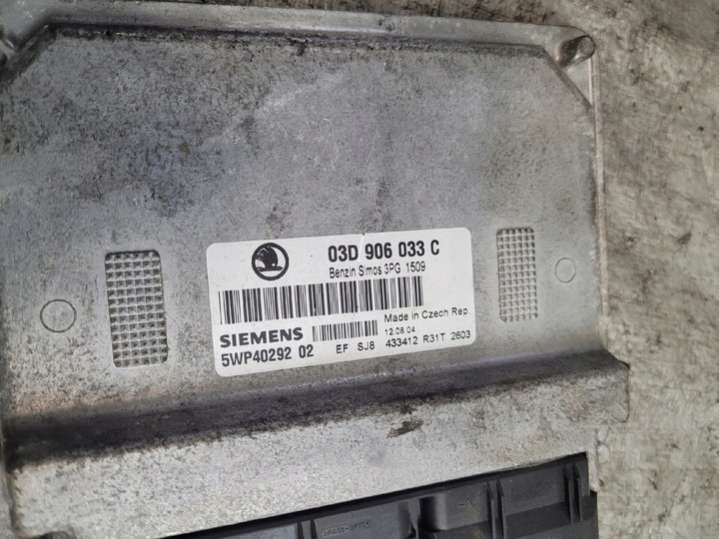 03D 906 033 C
Benzin Simos 3PG 1509
Made in Czech Rep
SIEMENS 12.08.04
5WP40292 02 EF SJ8 433412 R31T 2603